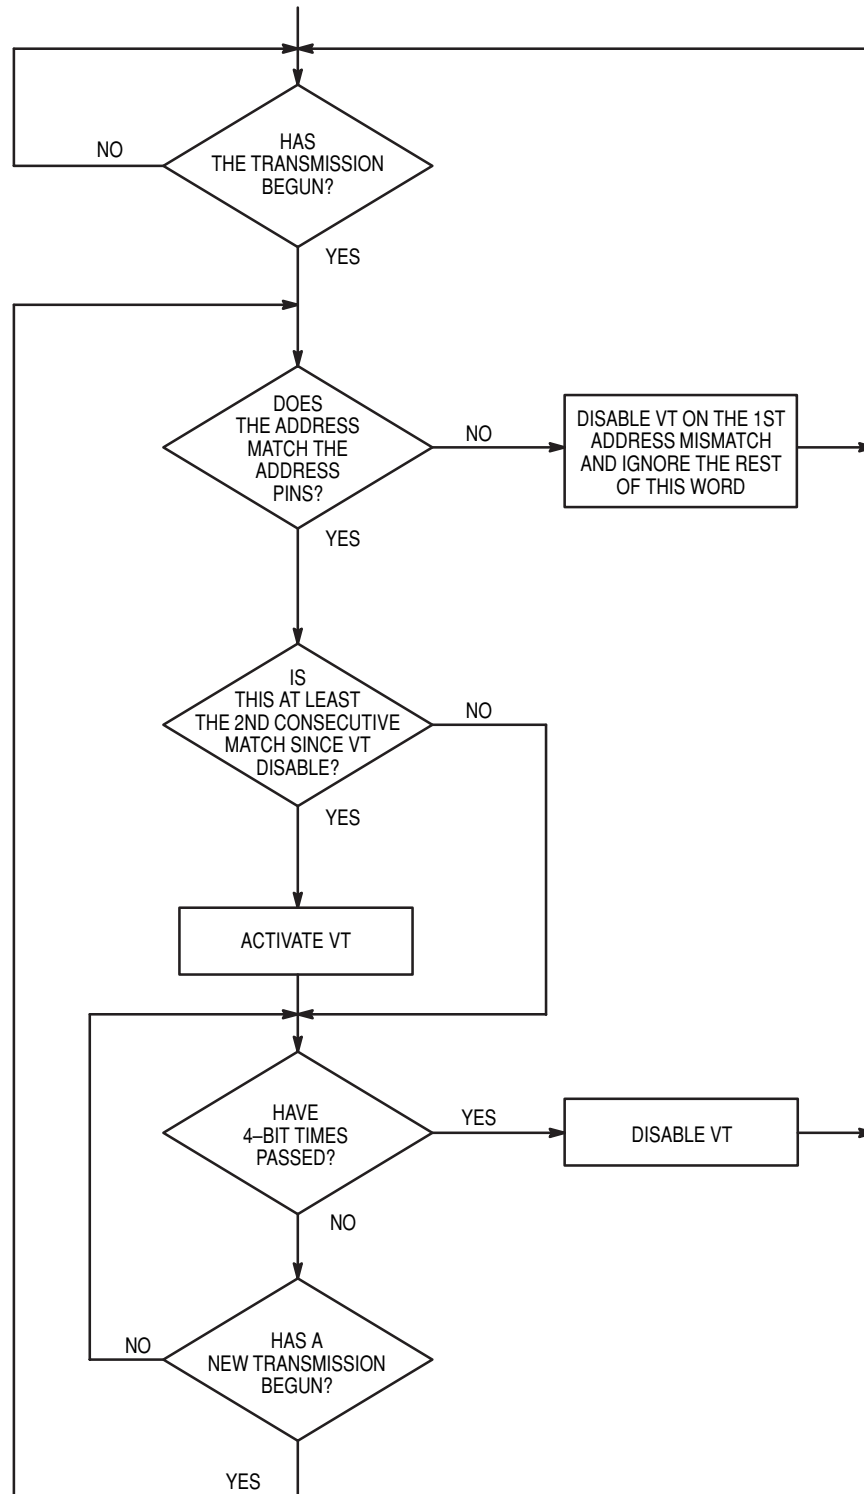 HAS
THE TRANSMISSION
BEGUN?
NO
YES
DOES
THE ADDRESS
MATCH THE
ADDRESS
PINS?
NO
DISABLE VT ON THE 1ST
ADDRESS MISMATCH
AND IGNORE THE REST
OF THIS WORD
YES
IS
THIS AT LEAST
THE 2ND CONSECUTIVE
MATCH SINCE VT
DISABLE?
NO
YES
ACTIVATE VT
HAVE
4–BIT TIMES
PASSED?
YES
DISABLE VT
NO
HAS A
NEW TRANSMISSION
BEGUN?
NO
YES